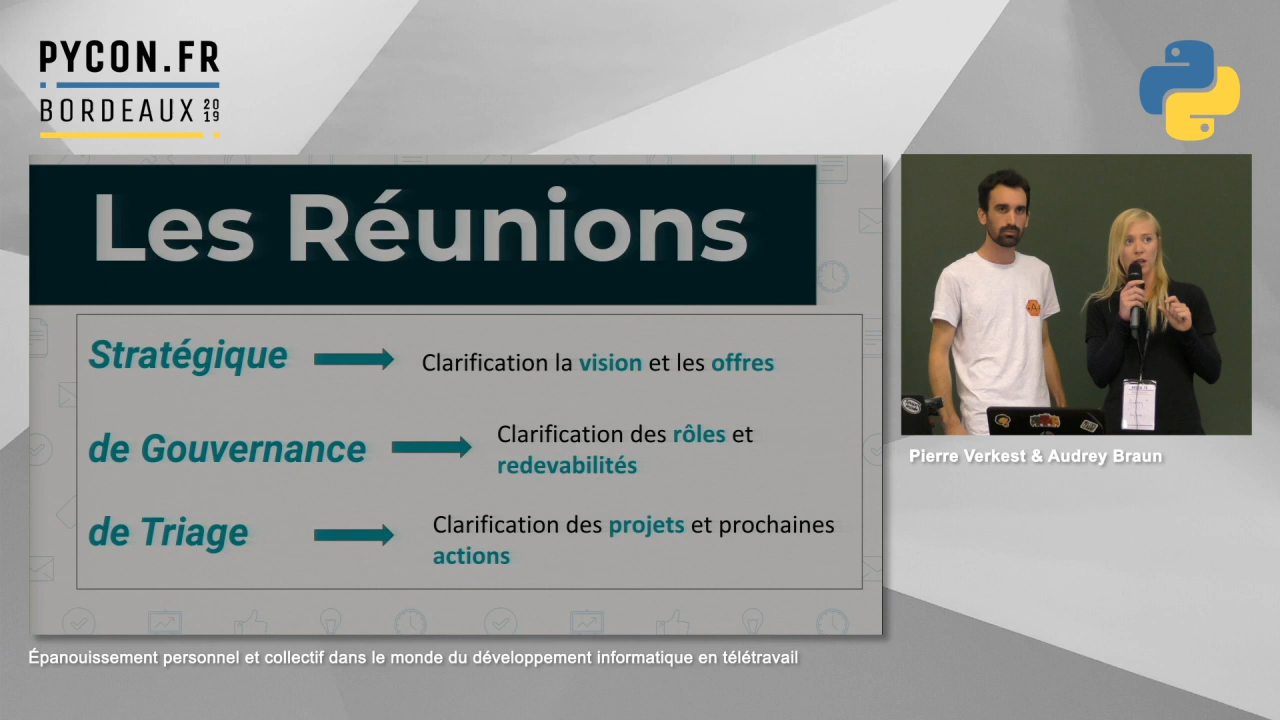 PYCON.FR
BORDEAUX 2019
Les Réunions
Stratégique
Clarification la vision et les offres
de Gouvernance
Clarification des rôles et
redevabilités
de Triage
Clarification des projets et prochaines
actions
Pierre Verkest & Audrey Braun
Épanouissement personnel et collectif dans le monde du développement informatique en télétravail